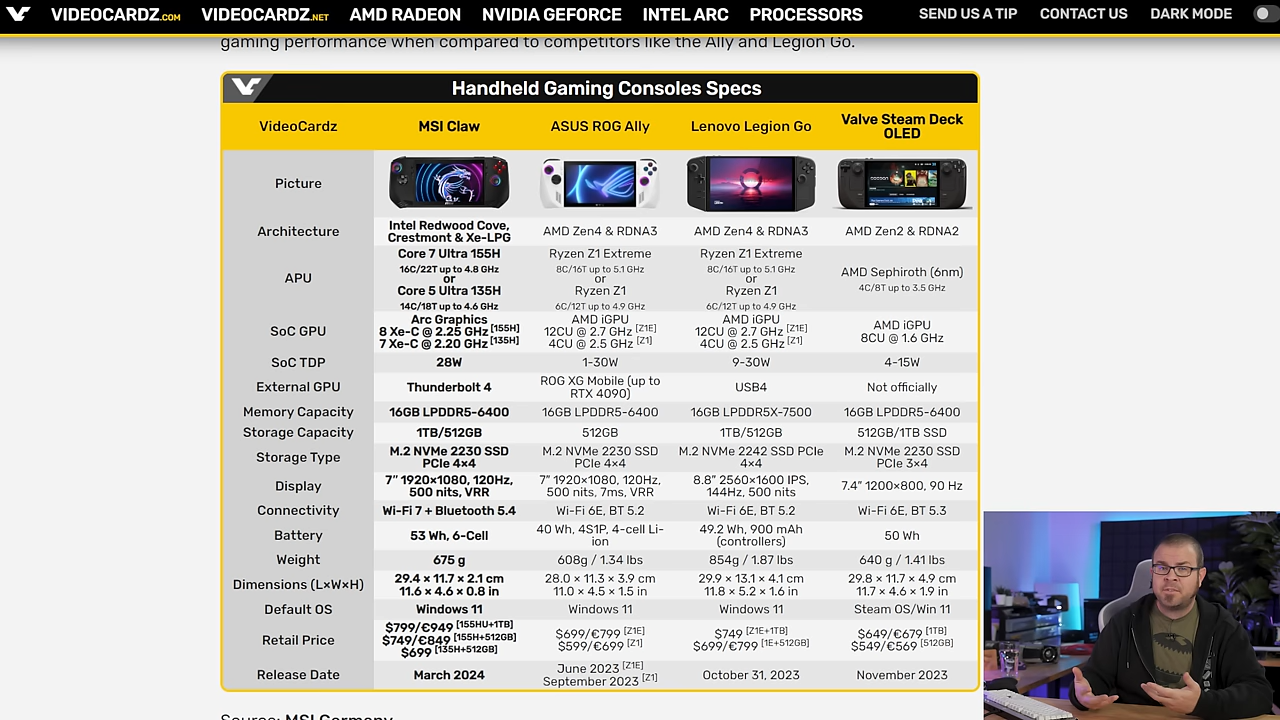 VIDEOCARDZ.COM VIDEOCARDZ.NET AMD RADEON NVIDIA GEFORCE INTEL ARC PROCESSORS SEND US A TIP CONTACT US DARK MODE
gaming performance when compared to competitors like the Ally and Legion Go.
Handheld Gaming Consoles Specs
VideoCardz MSI Claw ASUS ROG Ally Lenovo Legion Go Valve Steam Deck OLED
Picture
Architecture Intel Redwood Cove, Crestmont & Xe-LPG AMD Zen4 & RDNA3 AMD Zen4 & RDNA3 AMD Zen2 & RDNA2
APU
Core 7 Ultra 155H
16C/22T up to 4.8 GHz
or
Core 5 Ultra 135H
14C/18T up to 4.6 GHz
Ryzen Z1 Extreme
8C/16T up to 5.1 GHz
or
Ryzen Z1
6C/12T up to 4.9 GHz
Ryzen Z1 Extreme
8C/16T up to 5.1 GHz
or
Ryzen Z1
6C/12T up to 4.9 GHz
AMD Sephiroth (6nm)
4C/8T up to 3.5 GHz
SoC GPU
Arc Graphics
8 Xe-C @ 2.25 GHz [155H]
7 Xe-C @ 2.20 GHz [135H]
AMD iGPU
12CU @ 2.7 GHz [Z1E]
4CU @ 2.5 GHz [Z1]
AMD iGPU
12CU @ 2.7 GHz [Z1E]
4CU @ 2.5 GHz [Z1]
AMD iGPU
8CU @ 1.6 GHz
SoC TDP 28W 1-30W 9-30W 4-15W
External GPU Thunderbolt 4 ROG XG Mobile (up to RTX 4090) USB4 Not officially
Memory Capacity 16GB LPDDR5-6400 16GB LPDDR5-6400 16GB LPDDR5X-7500 16GB LPDDR5-6400
Storage Capacity 1TB/512GB 512GB 1TB/512GB 512GB/1TB SSD
Storage Type M.2 NVMe 2230 SSD PCIe 4×4 M.2 NVMe 2230 SSD PCIe 4×4 M.2 NVMe 2242 SSD PCIe 4×4 M.2 NVMe 2230 SSD PCIe 3×4
Display 7″ 1920×1080, 120Hz, 500 nits, VRR 7″ 1920×1080, 120Hz, 500 nits, 7ms, VRR 8.8″ 2560×1600 IPS, 144Hz, 500 nits 7.4″ 1200×800, 90 Hz
Connectivity Wi-Fi 7 + Bluetooth 5.4 Wi-Fi 6E, BT 5.2 Wi-Fi 6E, BT 5.2 Wi-Fi 6E, BT 5.3
Battery 53 Wh, 6-Cell 40 Wh, 4S1P, 4-cell Li-ion 49.2 Wh, 900 mAh (controllers) 50 Wh
Weight 675 g 608g / 1.34 lbs 854g / 1.87 lbs 640 g / 1.41 lbs
Dimensions (L×W×H)
29.4 × 11.7 × 2.1 cm
11.6 × 4.6 × 0.8 in
28.0 × 11.3 × 3.9 cm
11.0 × 4.5 × 1.5 in
29.9 × 13.1 × 4.1 cm
11.8 × 5.2 × 1.6 in
29.8 × 11.7 × 4.9 cm
11.7 × 4.6 × 1.9 in
Default OS Windows 11 Windows 11 Windows 11 Steam OS/Win 11
Retail Price
$799/€949 [155HU+1TB]
$749/€849 [155H+512GB]
$699 [135H+512GB]
$699/€799 [Z1E]
$599/€699 [Z1]
$749 [Z1E+1TB]
$699/€799 [1E+512GB]
$649/€679 [1TB]
$549/€569 [512GB]
Release Date March 2024 June 2023 [Z1E] September 2023 [Z1] October 31, 2023 November 2023
Source: MSI Germany